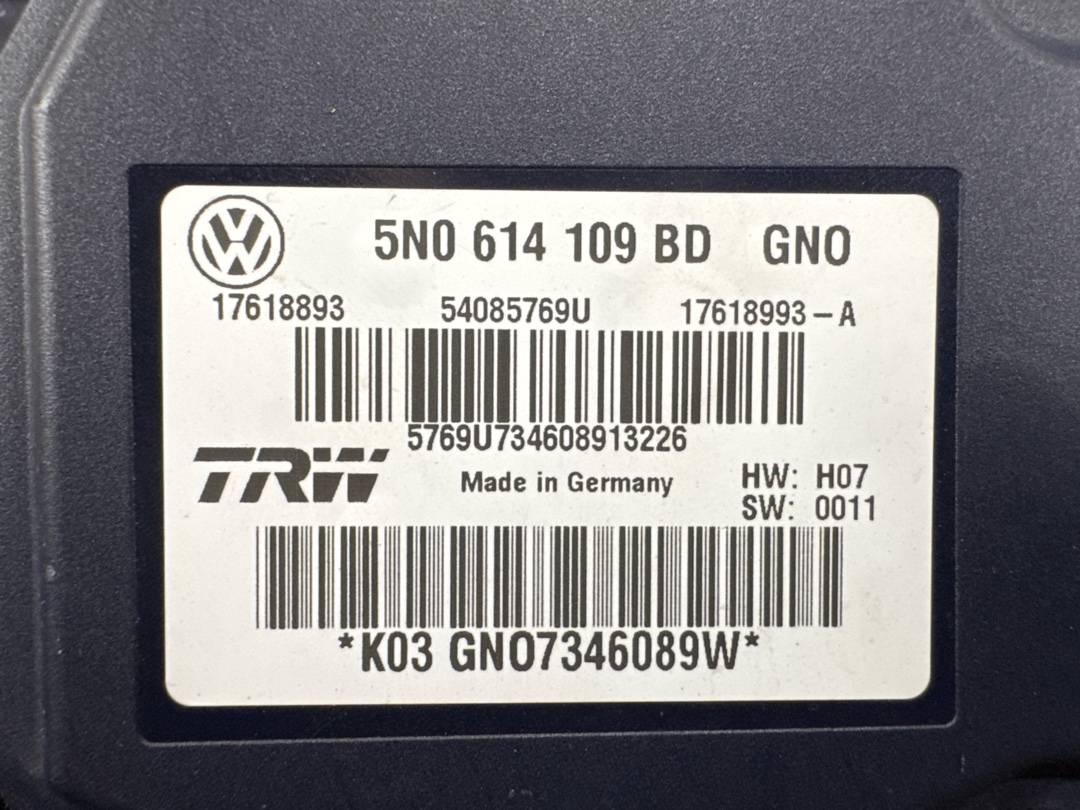 5N0 614 109 BD GNO
17618893 54085769U 17618993-A
5769U734608913226
TRW Made in Germany HW: H07
SW: 0011
*K03 GNO7346089W*